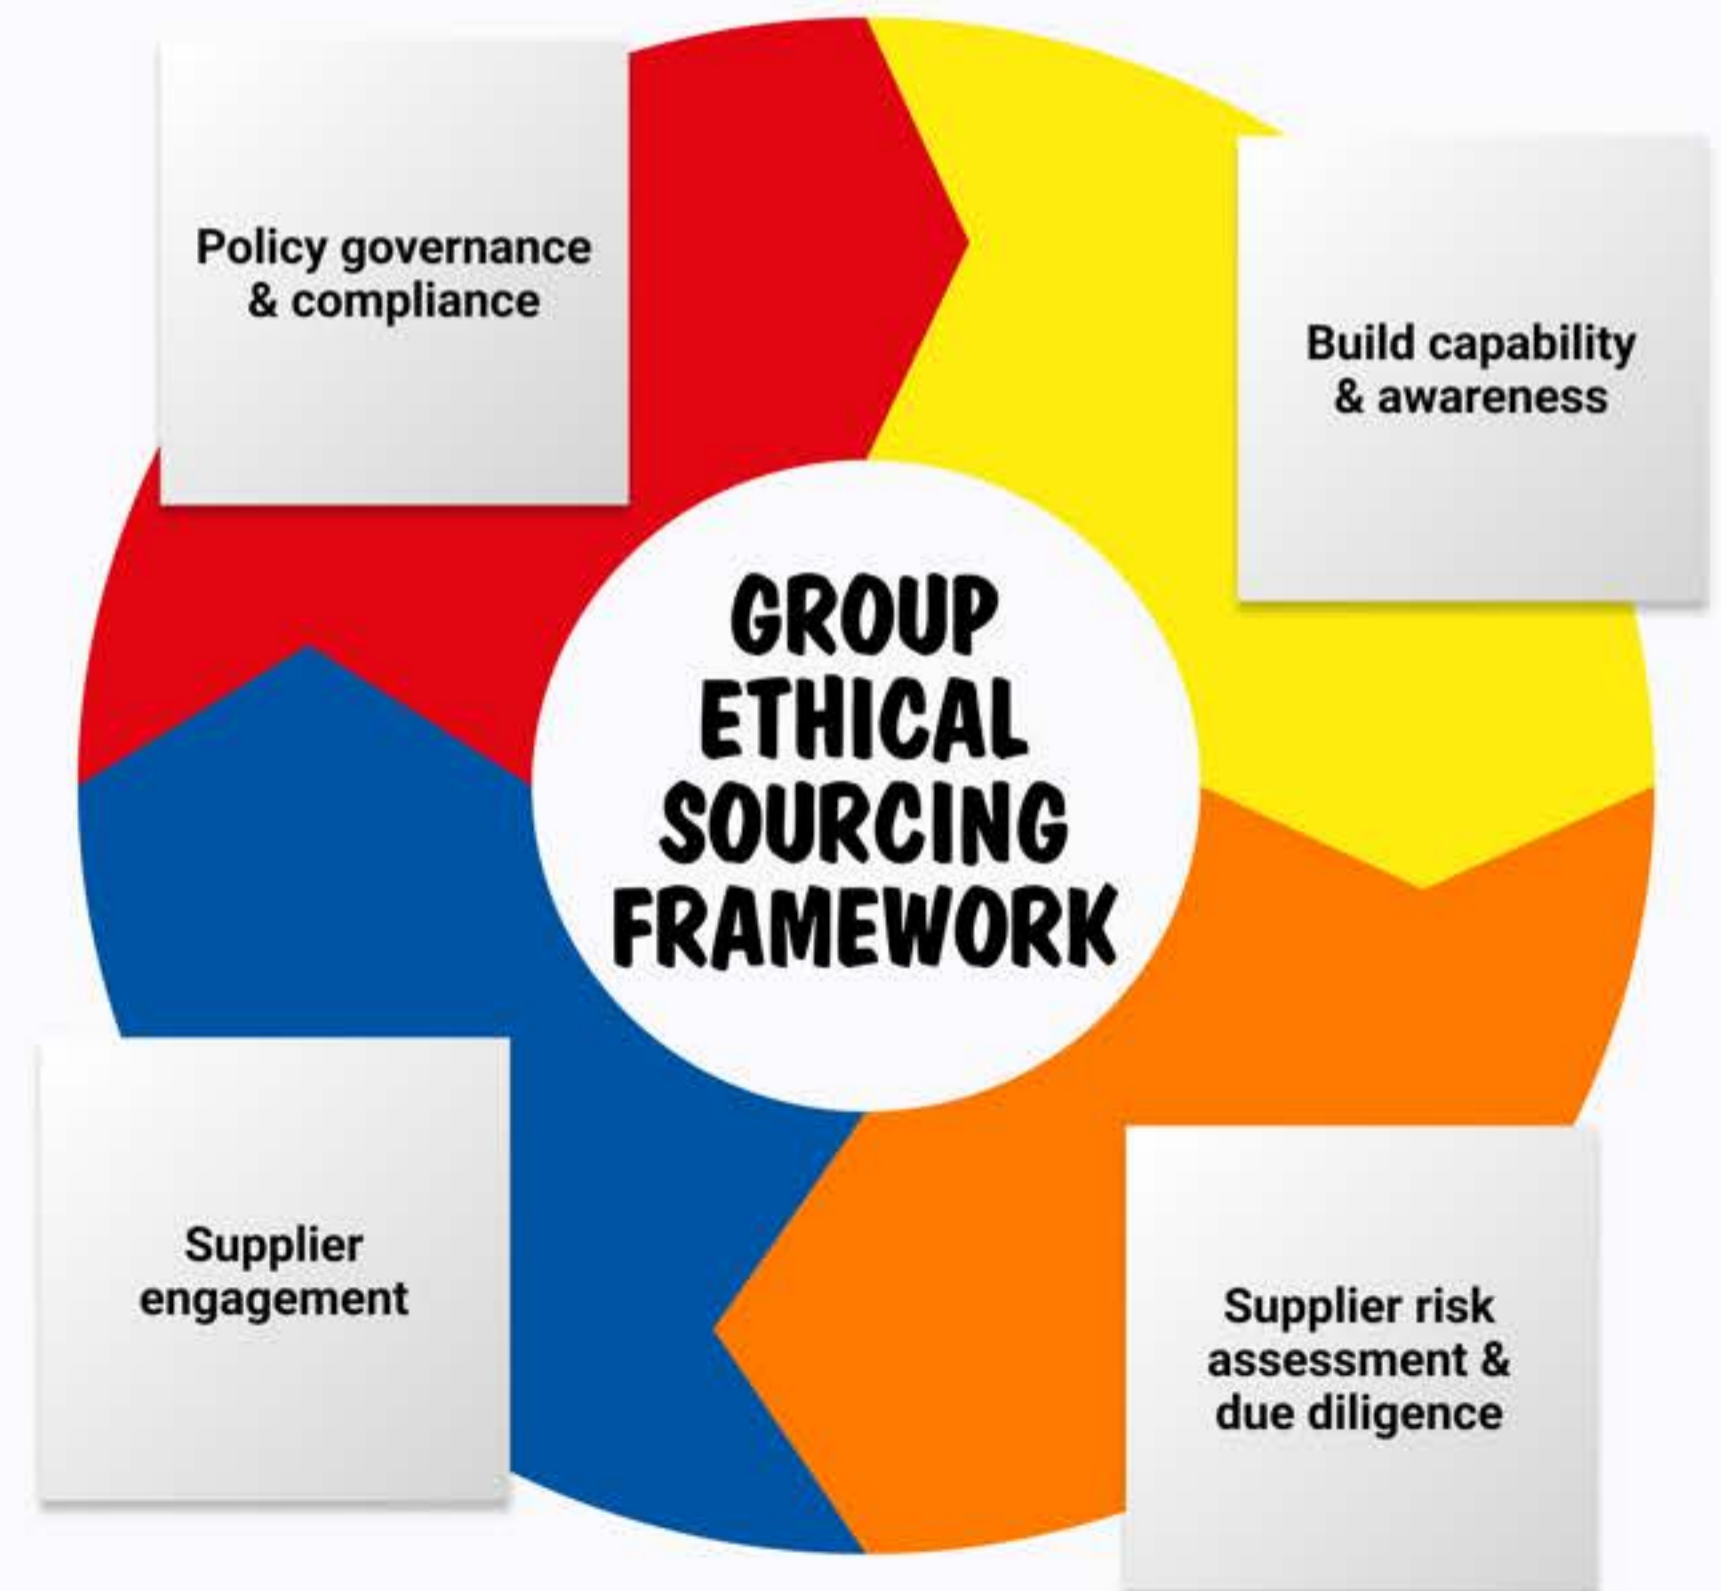 Policy governance
& compliance
Build capability
& awareness
GROUP
ETHICAL
SOURCING
FRAMEWORK
Supplier
engagement
Supplier risk
assessment &
due diligence